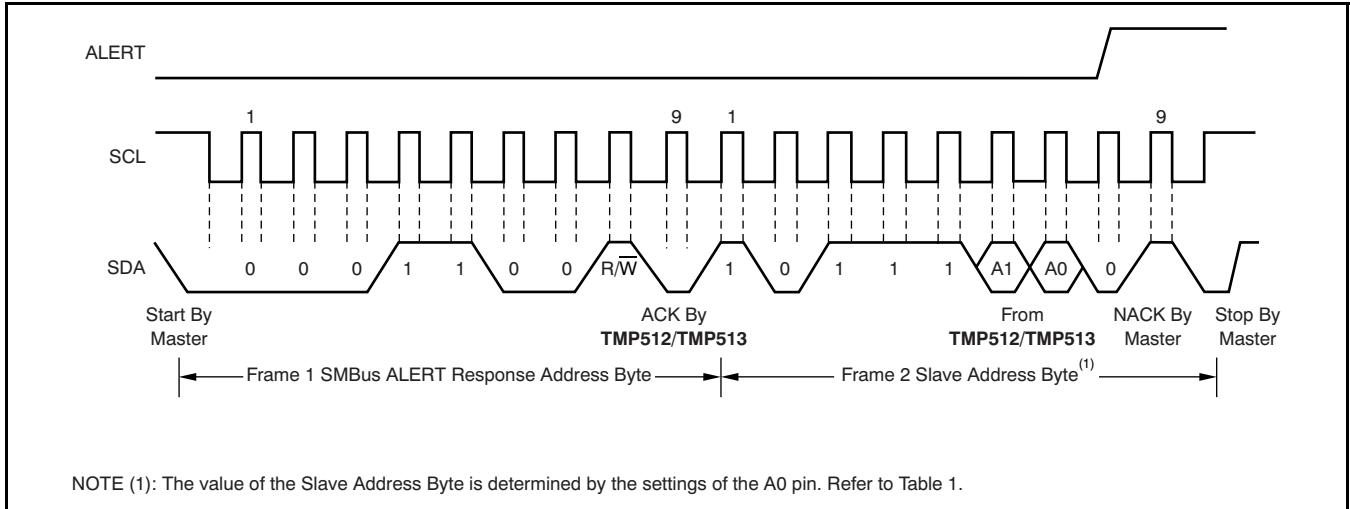 ALERT
1 9 1 9
SCL
SDA 0 0 0 1 1 0 0 R/W̅ 1 0 1 1 1 A1 A0 0
Start By Master
ACK By TMP512/TMP513
From TMP512/TMP513
NACK By Master
Stop By Master
Frame 1 SMBus ALERT Response Address Byte
Frame 2 Slave Address Byte(1)
NOTE (1): The value of the Slave Address Byte is determined by the settings of the A0 pin. Refer to Table 1.